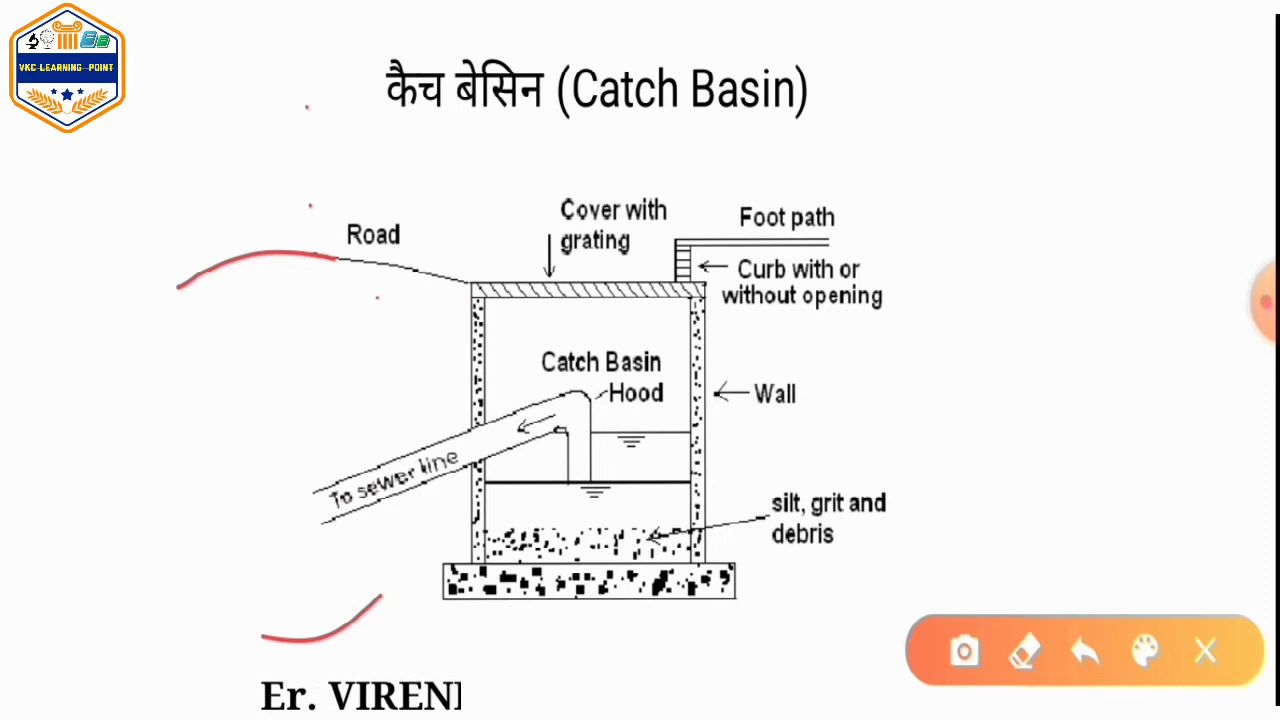 VKC-LEARNING-POINT
कैच बेसिन (Catch Basin)
Cover with
grating
Foot path
Road
Curb with or
without opening
Catch Basin
Hood
Wall
To sewer line
silt, grit and
debris
Er. VIREN